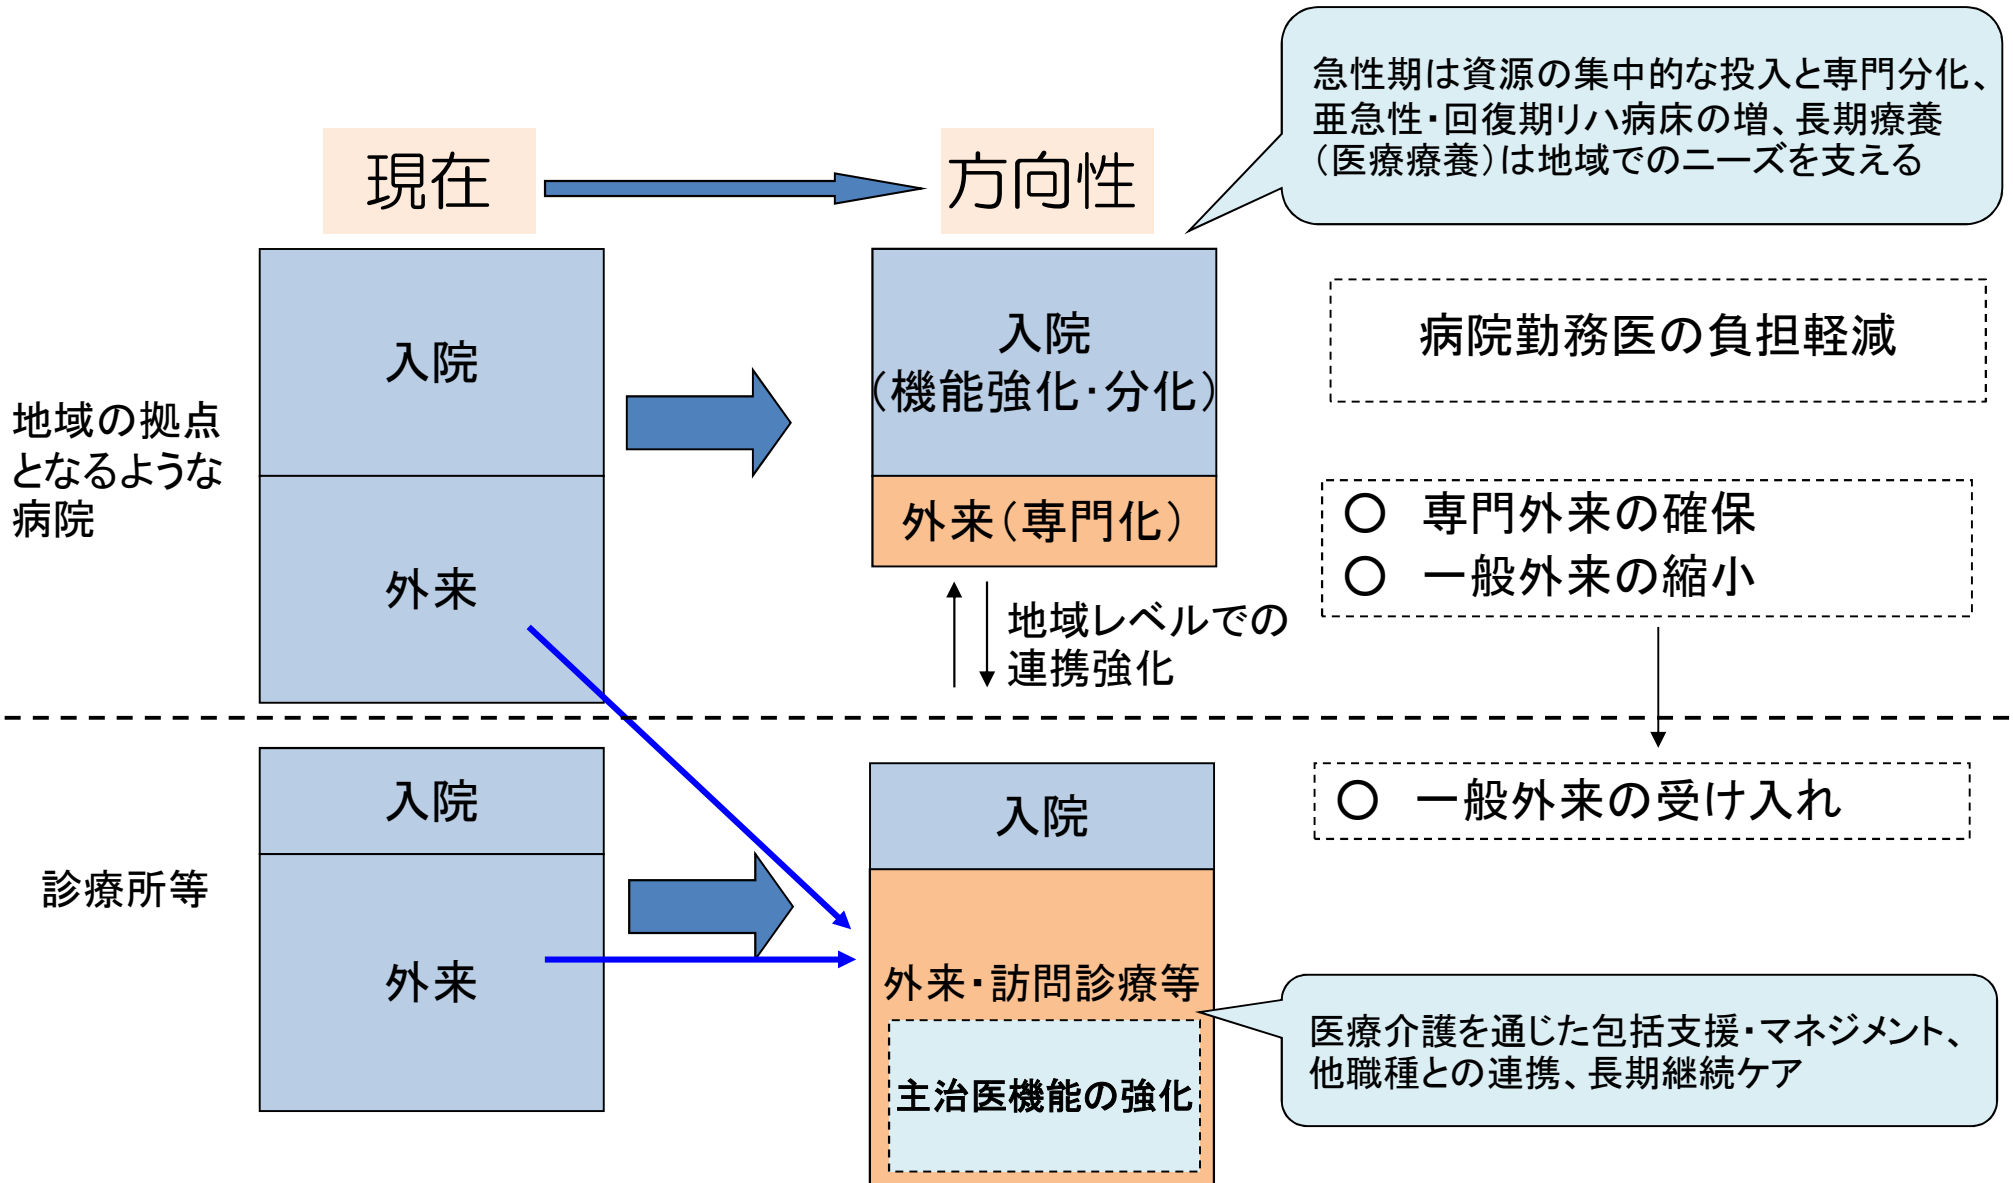 現在
方向性
急性期は資源の集中的な投入と専門分化、
亜急性・回復期リハ病床の増、長期療養
（医療療養）は地域でのニーズを支える
地域の拠点
となるような
病院
入院
外来
入院
（機能強化・分化）
外来（専門化）
病院勤務医の負担軽減
○　専門外来の確保
○　一般外来の縮小
地域レベルでの
連携強化
診療所等
入院
外来
入院
外来・訪問診療等
主治医機能の強化
○　一般外来の受け入れ
医療介護を通じた包括支援・マネジメント、
他職種との連携、長期継続ケア